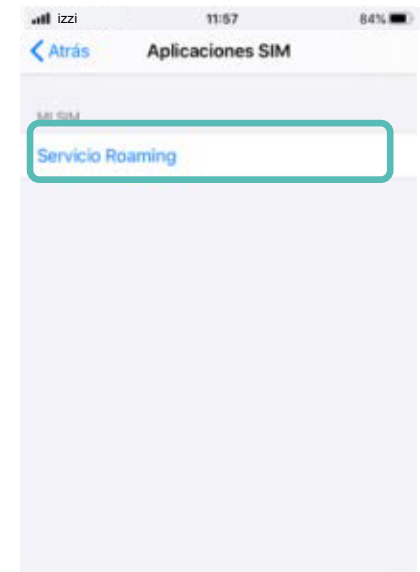 izzi 11:57 84%
Atrás Aplicaciones SIM
MI SIM
Servicio Roaming